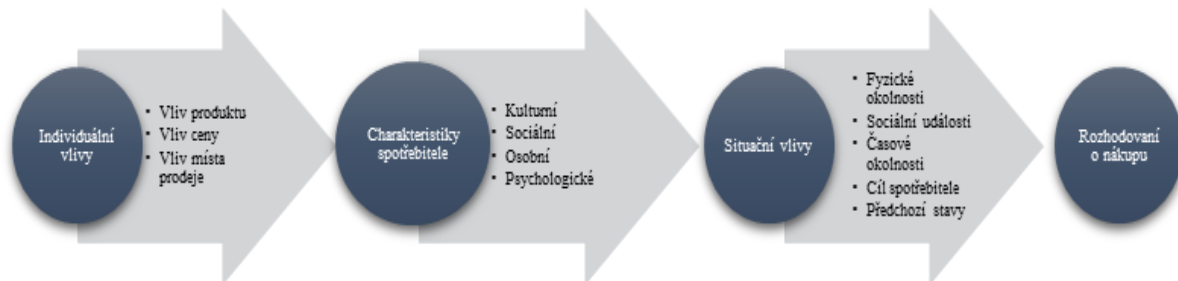 Individuální
vlivy
▪ Vliv produktu
▪ Vliv ceny
▪ Vliv místa
prodeje
Charakteristiky
spotřebitele
▪ Kulturní
▪ Sociální
▪ Osobní
▪ Psychologické
Situační vlivy
▪ Fyzické
okolnosti
▪ Sociální události
▪ Časové
okolnosti
▪ Cíl spotřebitele
▪ Předchozí stavy
Rozhodovaní
o nákupu